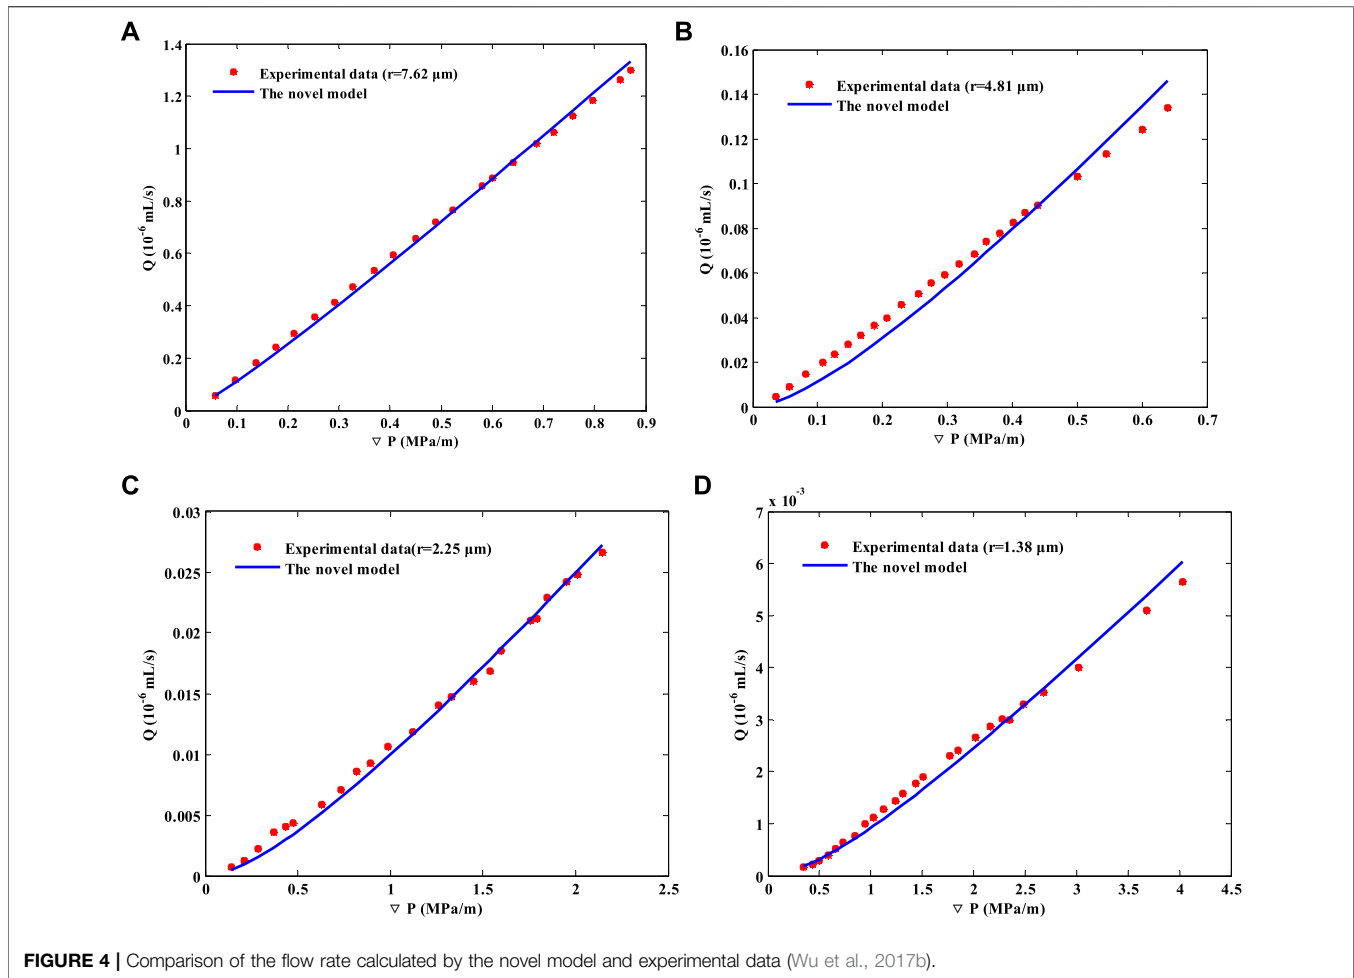 A
Q (10-6 mL/s)
1.4
1.2
1
0.8
0.6
0.4
0.2
0
Experimental data (r=7.62 µm)
The novel model
0.1 0.2 0.3 0.4 0.5 0.6 0.7 0.8 0.9
▽ P (MPa/m)
B
Q (10-6 mL/s)
0.16
0.14
0.12
0.1
0.08
0.06
0.04
0.02
0
Experimental data (r=4.81 µm)
The novel model
0 0.1 0.2 0.3 0.4 0.5 0.6 0.7
▽ P (MPa/m)
C
Q (10-6 mL/s)
0.03
0.025
0.02
0.015
0.01
0.005
0
Experimental data(r=2.25 µm)
The novel model
0 0.5 1 1.5 2 2.5
▽ P (MPa/m)
D
x 10-3
Q (10-6 mL/s)
7
6
5
4
3
2
1
0
Experimental data (r=1.38 µm)
The novel model
0 0.5 1 1.5 2 2.5 3 3.5 4 4.5
▽ P (MPa/m)
FIGURE 4 | Comparison of the flow rate calculated by the novel model and experimental data (Wu et al., 2017b).